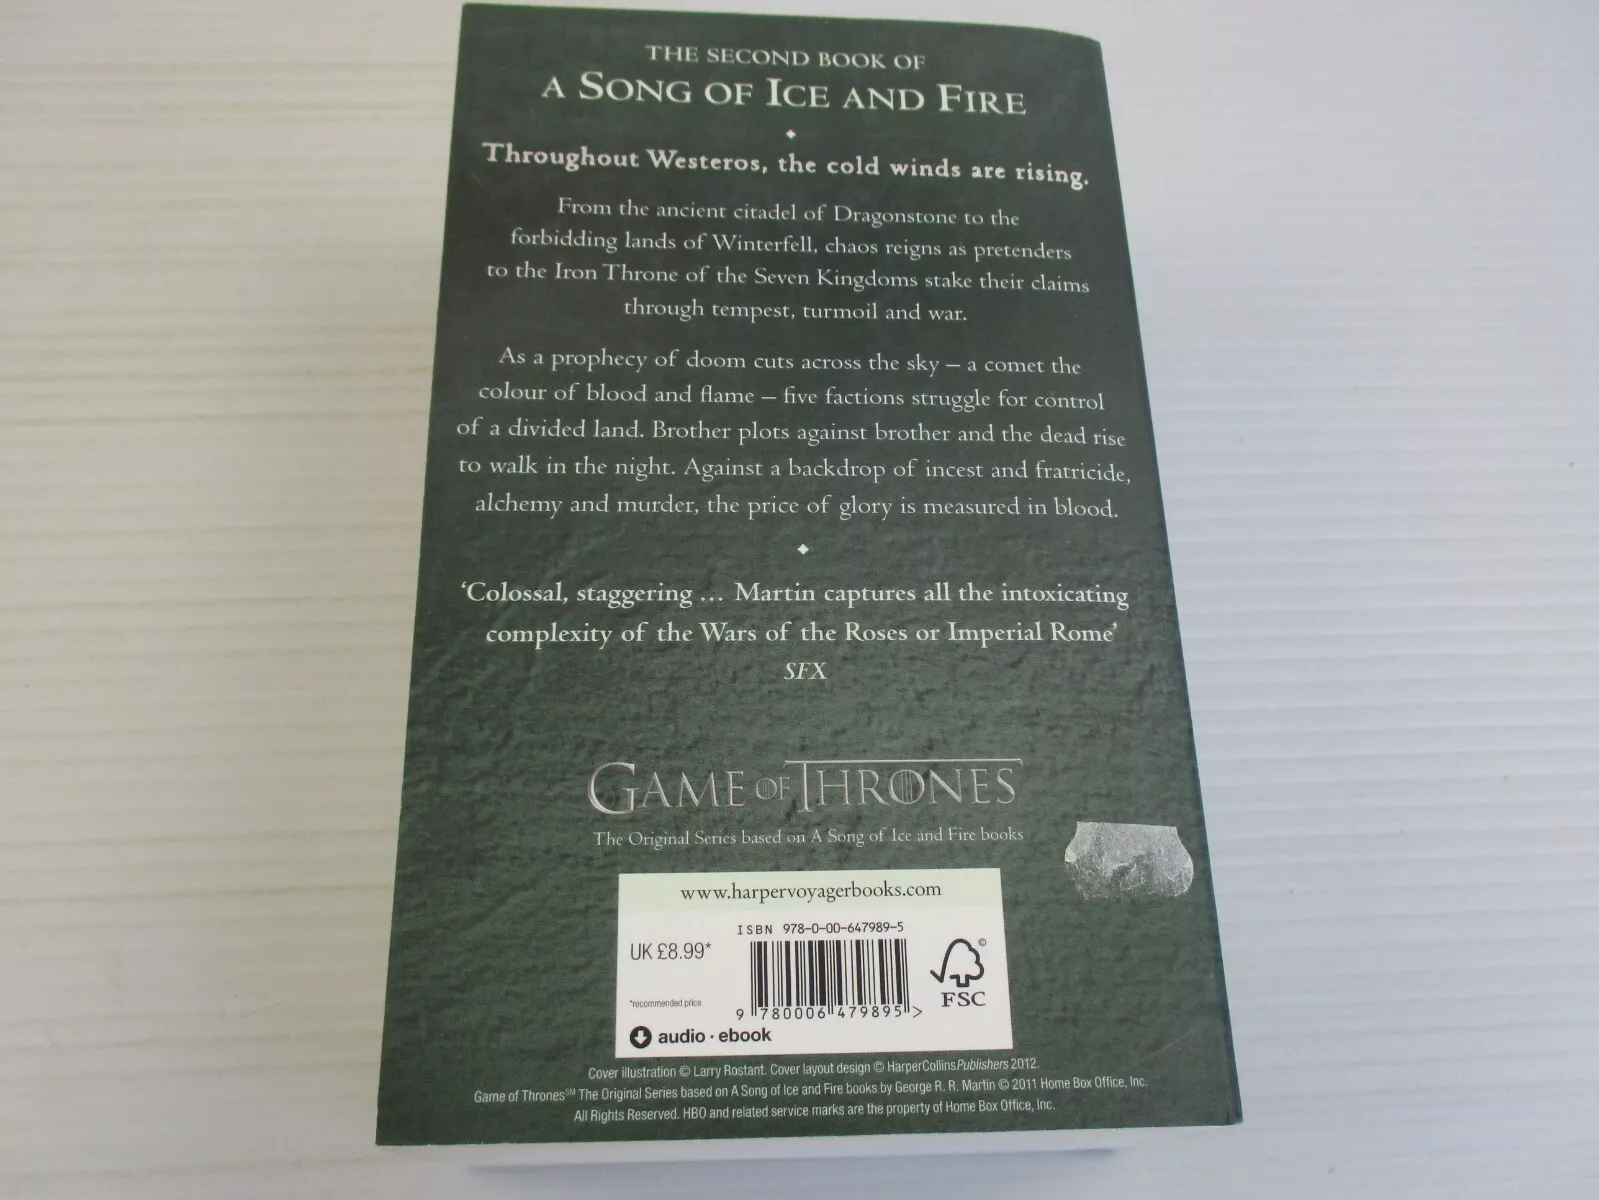 THE SECOND BOOK OF
A SONG OF ICE AND FIRE
Throughout Westeros, the cold winds are rising.
From the ancient citadel of Dragonstone to the
forbidding lands of Winterfell, chaos reigns as pretenders
to the Iron Throne of the Seven Kingdoms stake their claims
through tempest, turmoil and war.
As a prophecy of doom cuts across the sky – a comet the
colour of blood and flame – five factions struggle for control
of a divided land. Brother plots against brother and the dead rise
to walk in the night. Against a backdrop of incest and fratricide,
alchemy and murder, the price of glory is measured in blood.
‘Colossal, staggering ... Martin captures all the intoxicating
complexity of the Wars of the Roses or Imperial Rome’
SFX
GAME OF THRONES
The Original Series based on A Song of Ice and Fire books
www.harpervoyagerbooks.com
ISBN 978-0-00-647989-5
UK £8.99*
*recommended price
9 780006 479895 >
FSC ©
audio · ebook
Cover illustration © Larry Rostant. Cover layout design © HarperCollinsPublishers 2012.
Game of Thrones℠ The Original Series based on A Song of Ice and Fire books by George R. R. Martin © 2011 Home Box Office, Inc.
All Rights Reserved. HBO and related service marks are the property of Home Box Office, Inc.